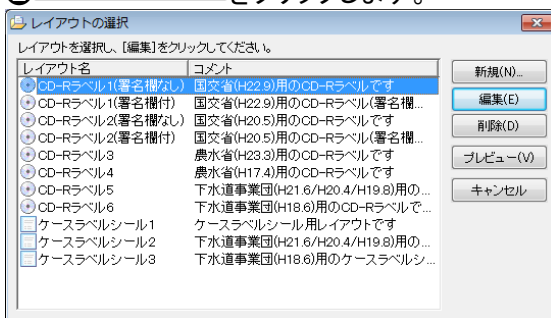 をクリックします。
レイアウトの選択
レイアウトを選択し、[編集]をクリックしてください。
レイアウト名 コメント
CD-Rラベル1(署名欄なし) 国交省(H22.9)用のCD-Rラベルです
CD-Rラベル1(署名欄付) 国交省(H22.9)用のCD-Rラベル(署名欄...
CD-Rラベル2(署名欄なし) 国交省(H20.5)用のCD-Rラベルです
CD-Rラベル2(署名欄付) 国交省(H20.5)用のCD-Rラベル(署名欄...
CD-Rラベル3 農水省(H23.3)用のCD-Rラベルです
CD-Rラベル4 農水省(H17.4)用のCD-Rラベルです
CD-Rラベル5 下水道事業団(H21.6/H20.4/H19.8)用の...
CD-Rラベル6 下水道事業団(H18.6)用のCD-Rラベルで...
ケースラベルシール1 ケースラベルシール用レイアウトです
ケースラベルシール2 下水道事業団(H21.6/H20.4/H19.8)用の...
ケースラベルシール3 下水道事業団(H18.6)用のケースラベルシ...
新規(N)...
編集(E)
削除(D)
プレビュー(V)
キャンセル